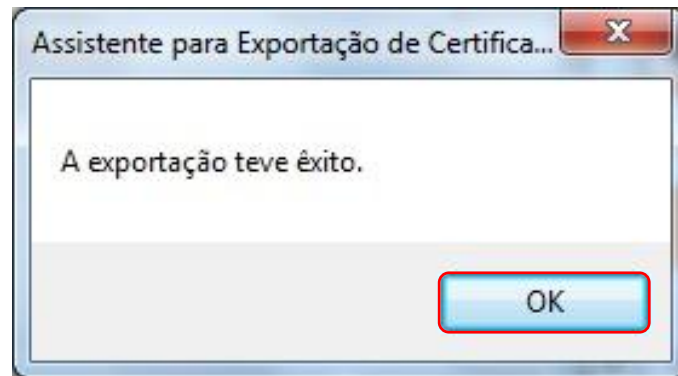 Assistente para Exportação de Certifica...
A exportação teve êxito.
OK